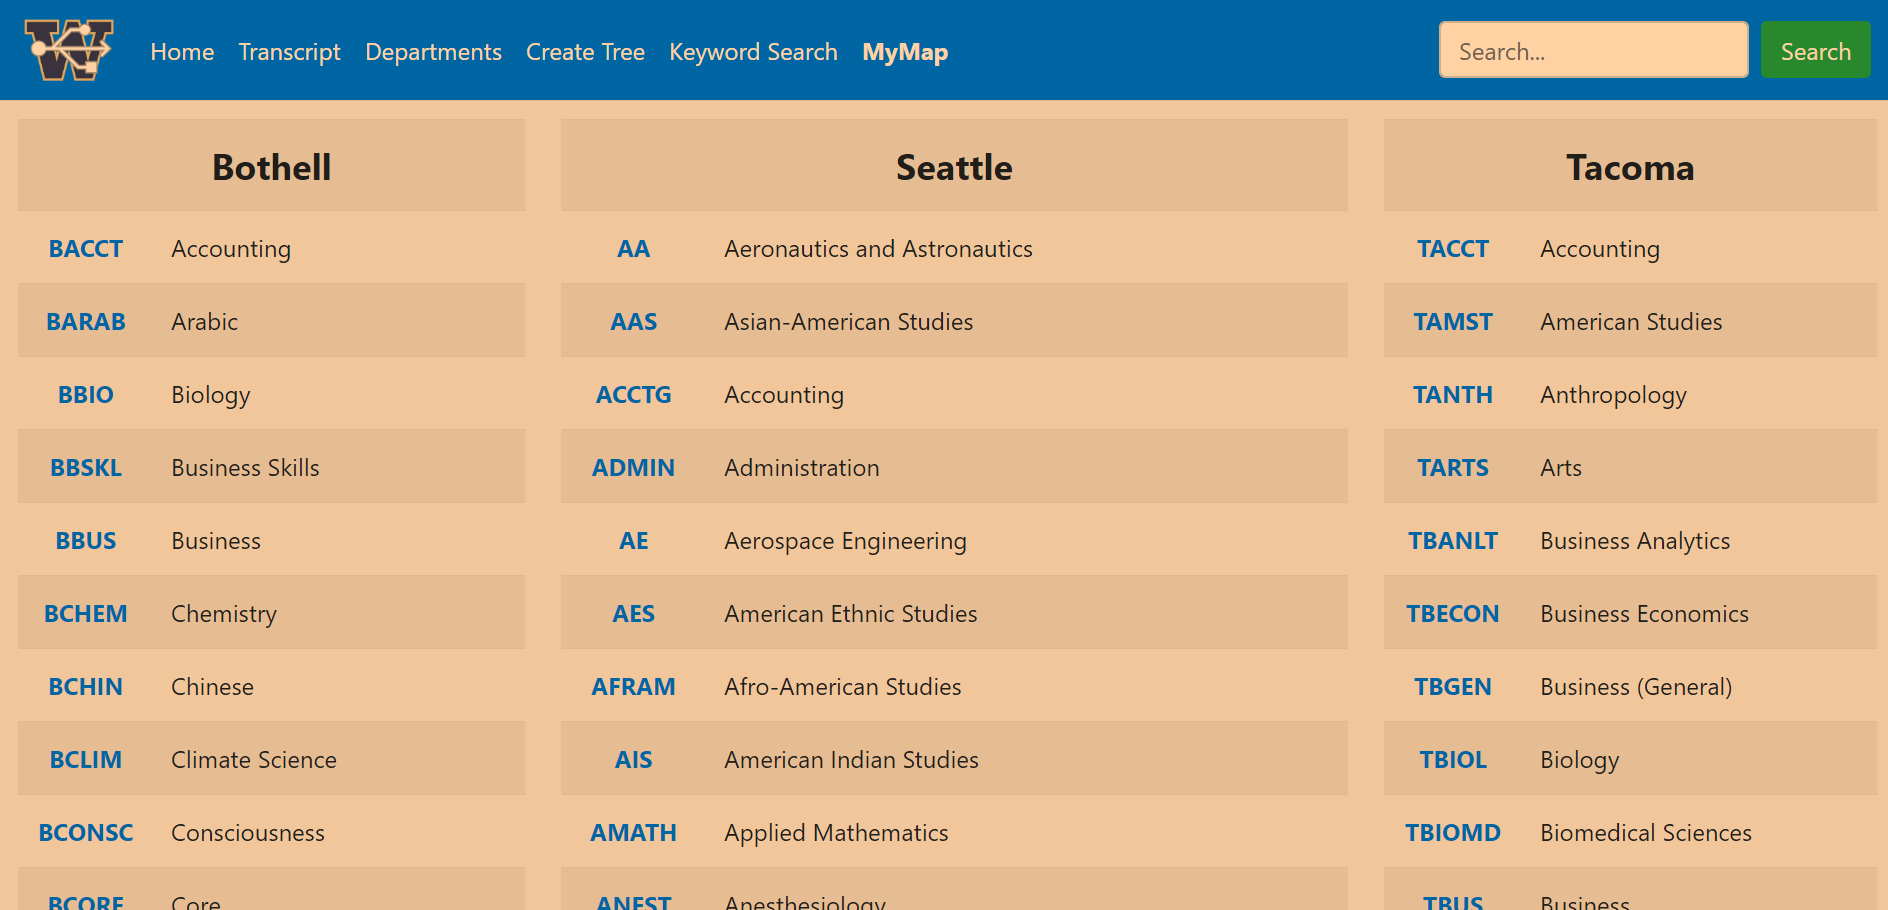 W
Home Transcript Departments Create Tree Keyword Search MyMap Search... Search
Bothell Seattle Tacoma
BACCT Accounting AA Aeronautics and Astronautics TACCT Accounting
BARAB Arabic AAS Asian-American Studies TAMST American Studies
BBIO Biology ACCTG Accounting TANTH Anthropology
BBSKL Business Skills ADMIN Administration TARTS Arts
BBUS Business AE Aerospace Engineering TBANLT Business Analytics
BCHEM Chemistry AES American Ethnic Studies TBECON Business Economics
BCHIN Chinese AFRAM Afro-American Studies TBGEN Business (General)
BCLIM Climate Science AIS American Indian Studies TBIOL Biology
BCONSC Consciousness AMATH Applied Mathematics TBIOMD Biomedical Sciences
BCORE Core ANEST Anesthesiology TBUS Business